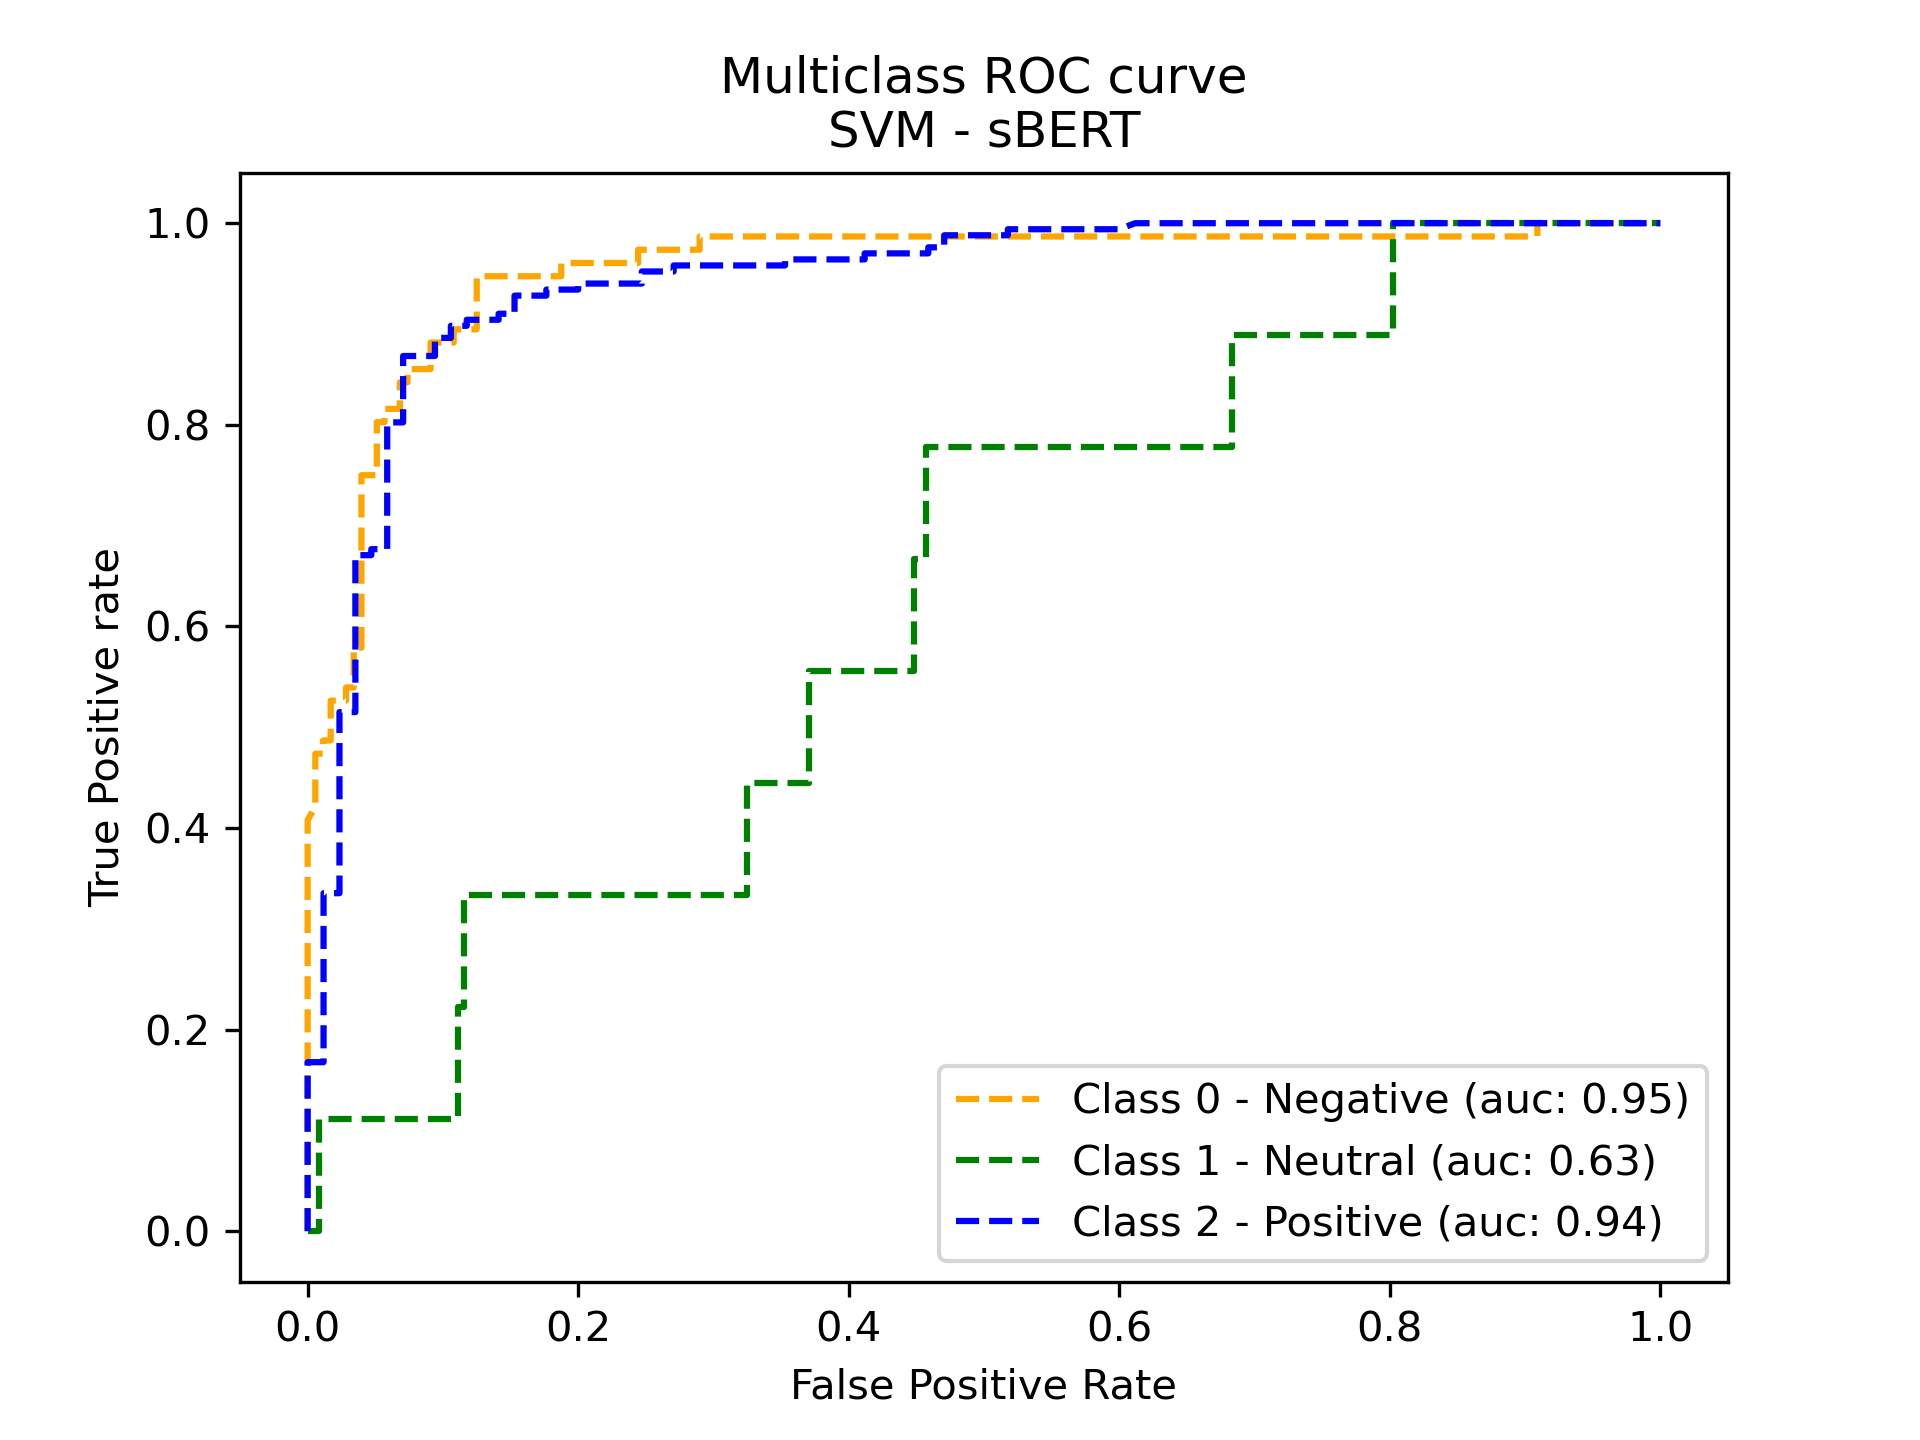 Multiclass ROC curve
SVM - sBERT
1.0
0.8
0.6
0.4
0.2
0.0
True Positive rate
Class 0 - Negative (auc: 0.95)
Class 1 - Neutral (auc: 0.63)
Class 2 - Positive (auc: 0.94)
0.0 0.2 0.4 0.6 0.8 1.0
False Positive Rate